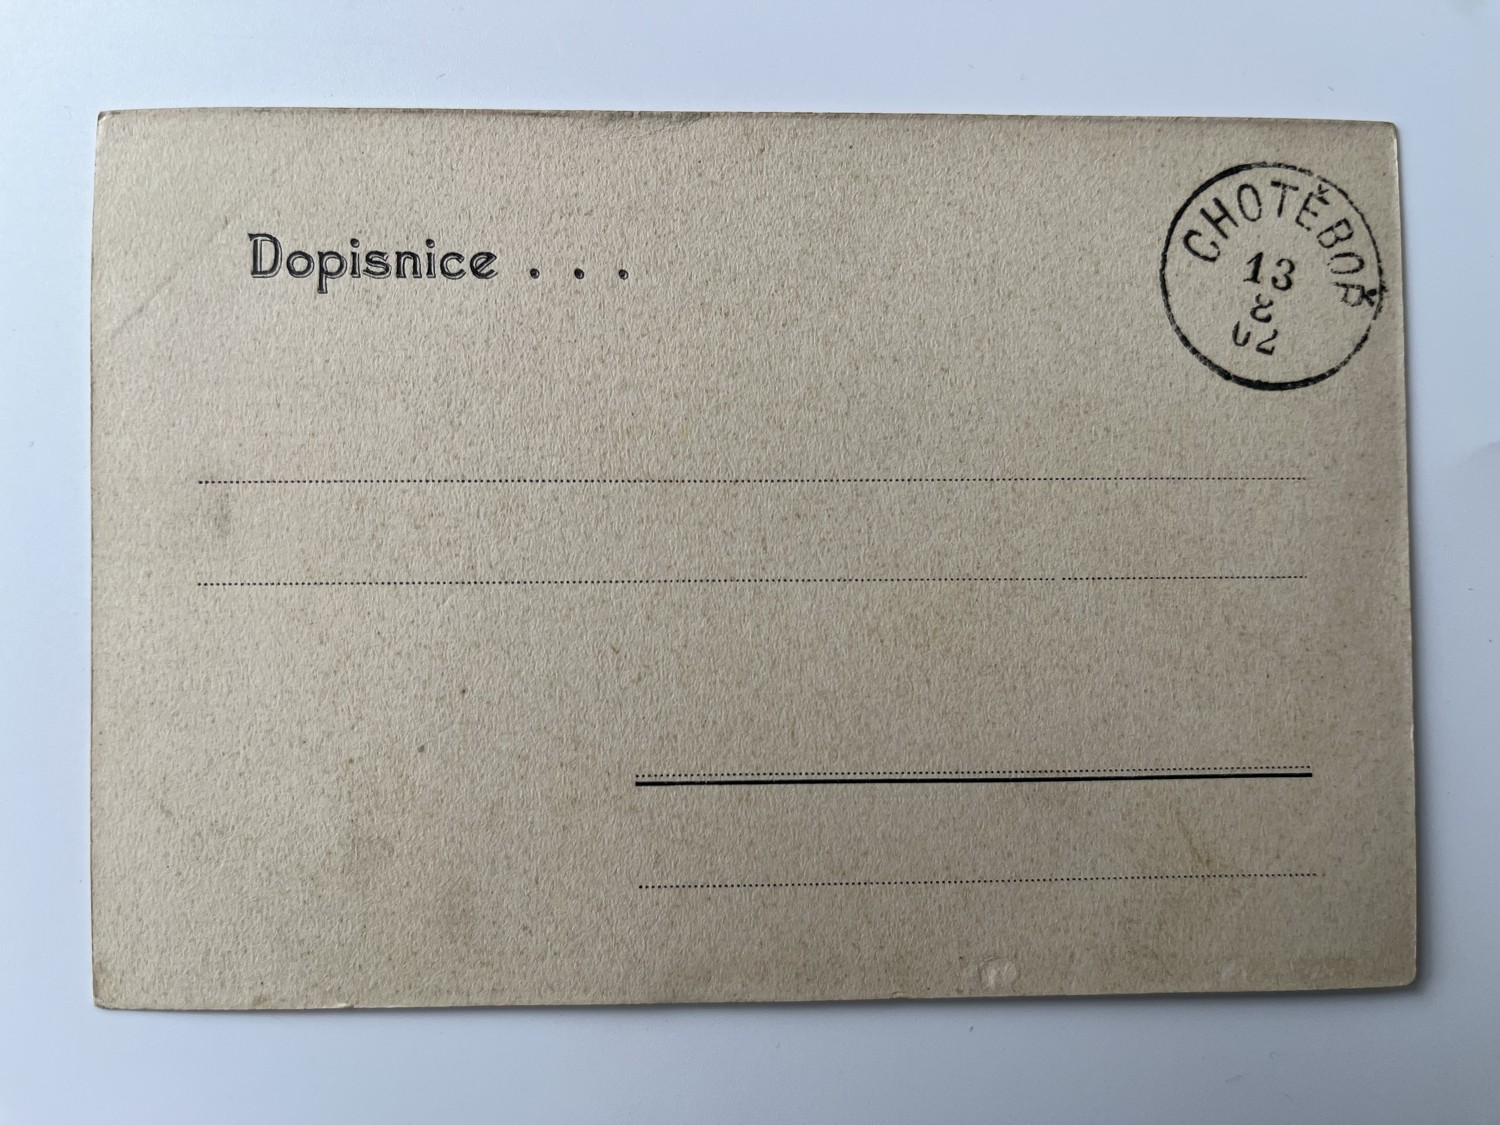 Dopisnice . . .
CHOTĚBOŘ
13
8
02